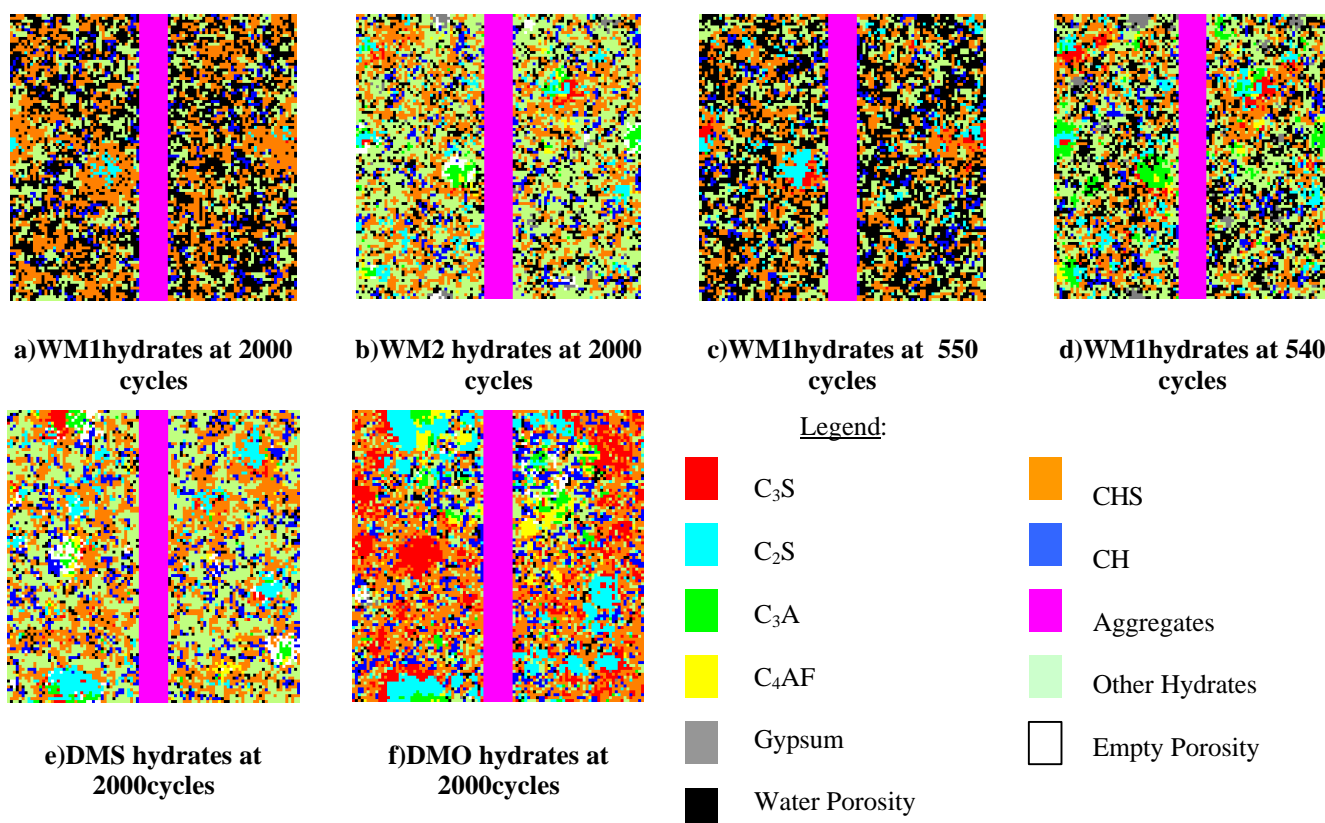 a)WM1hydrates at 2000
cycles
b)WM2 hydrates at 2000
cycles
c)WM1hydrates at 550
cycles
d)WM1hydrates at 540
cycles
e)DMS hydrates at
2000cycles
f)DMO hydrates at
2000cycles
Legend:
C₃S
C₂S
C₃A
C₄AF
Gypsum
Water Porosity
CHS
CH
Aggregates
Other Hydrates
Empty Porosity